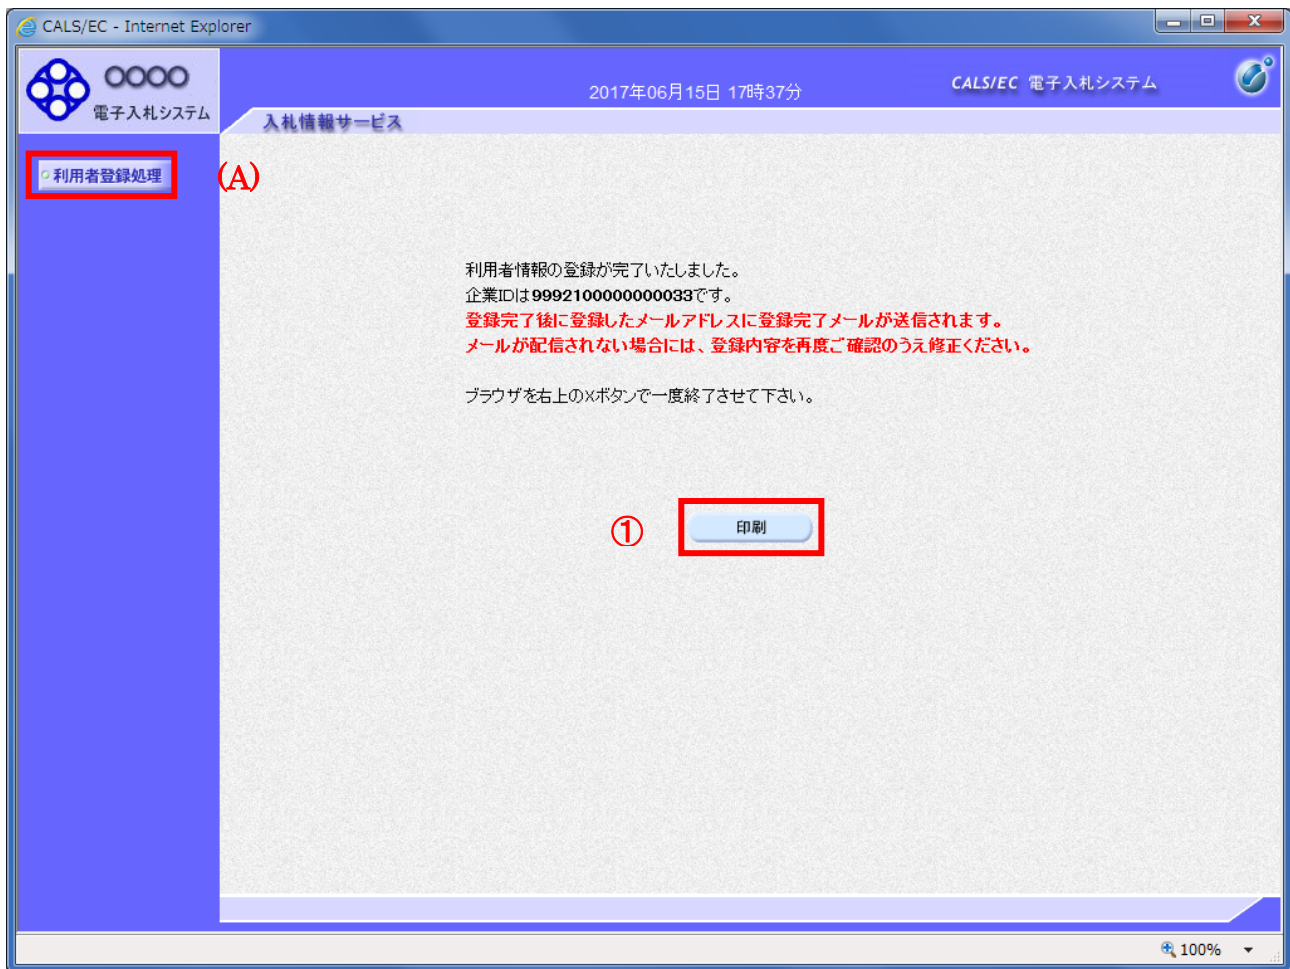 CALS/EC - Internet Explorer
○○○○
電子入札システム
2017年06月15日 17時37分
CALS/EC 電子入札システム
入札情報サービス
利用者登録処理
(A)
利用者情報の登録が完了いたしました。
企業IDは9992100000000033です。
登録完了後に登録したメールアドレスに登録完了メールが送信されます。
メールが配信されない場合には、登録内容を再度ご確認のうえ修正ください。
ブラウザを右上の×ボタンで一度終了させて下さい。
①
印刷
100%